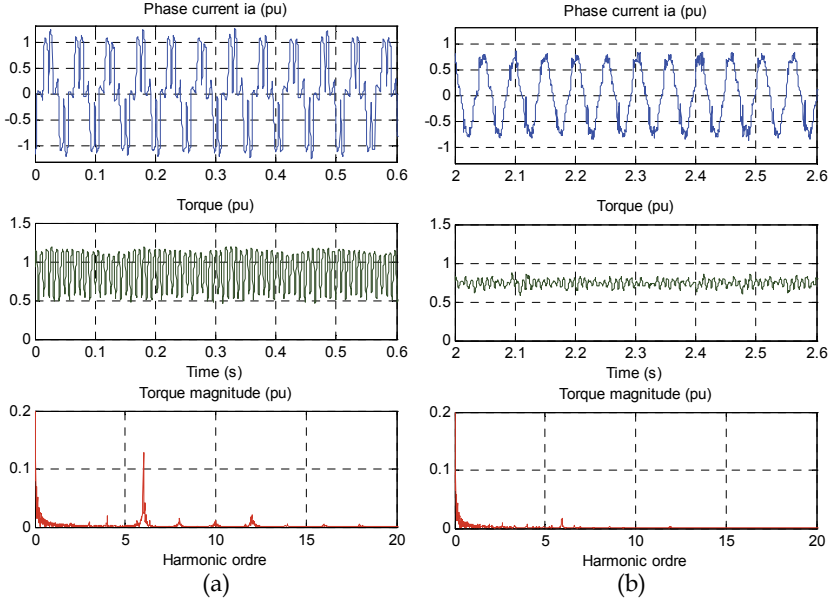 Phase current ia (pu)
1
0.5
0
-0.5
-1
0 0.1 0.2 0.3 0.4 0.5 0.6
Torque (pu)
1.5
1
0.5
0
0 0.1 0.2 0.3 0.4 0.5 0.6
Time (s)
Torque magnitude (pu)
0.2
0.1
0
0 5 10 15 20
Harmonic ordre
(a)
Phase current ia (pu)
1
0.5
0
-0.5
-1
2 2.1 2.2 2.3 2.4 2.5 2.6
Torque (pu)
1.5
1
0.5
0
2 2.1 2.2 2.3 2.4 2.5 2.6
Time (s)
Torque magnitude (pu)
0.2
0.1
0
0 5 10 15 20
Harmonic ordre
(b)